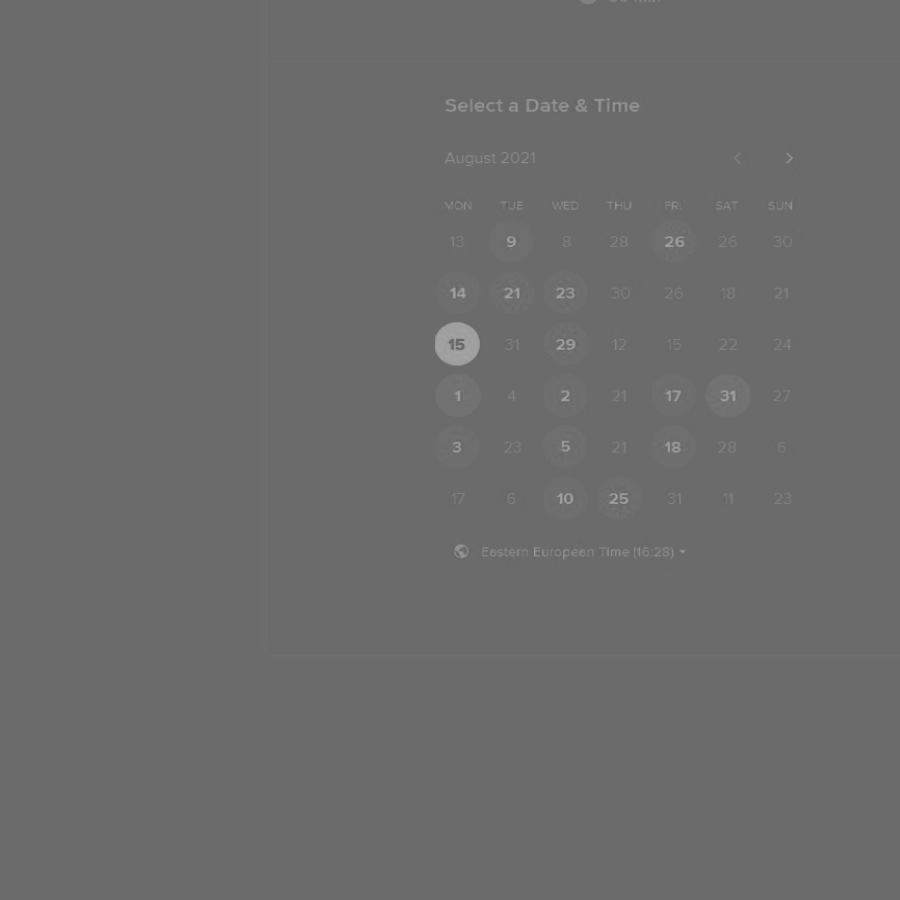 Select a Date & Time
August 2021
MON TUE WED THU FRI SAT SUN
13 9 8 28 26 26 30
14 21 23 30 26 18 21
15 31 29 12 15 22 24
1 4 2 21 17 31 27
3 23 5 21 18 28 6
17 6 10 25 31 11 23
Eastern European Time (16:28)